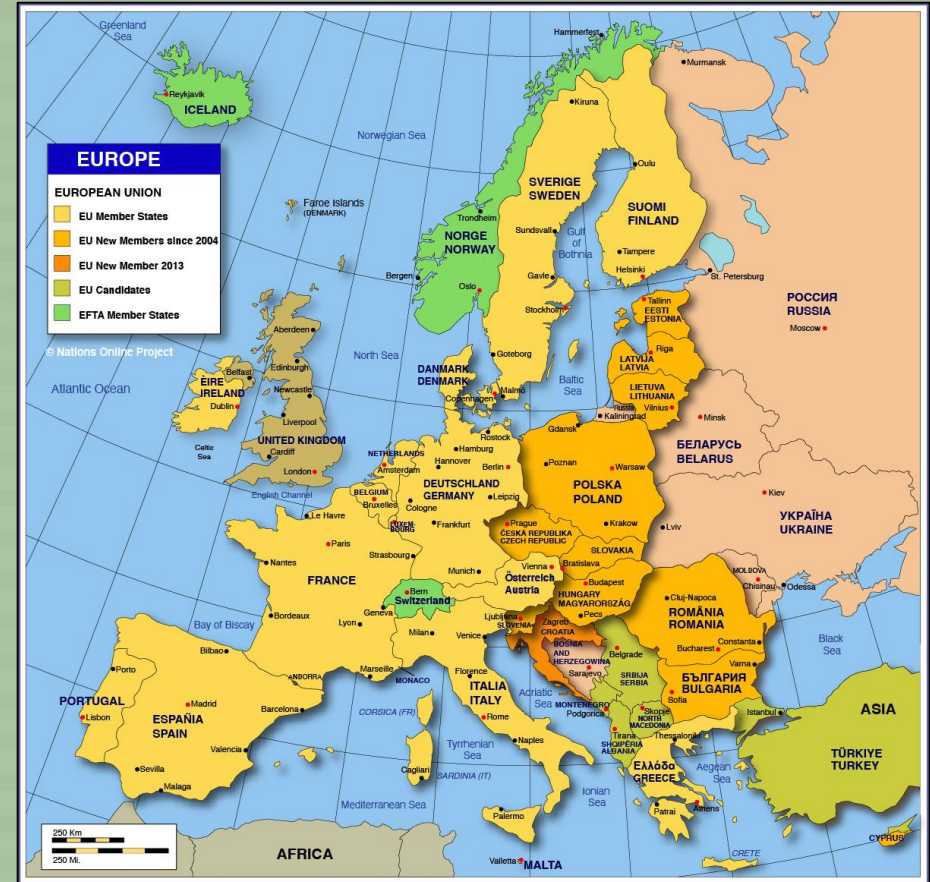 Greenland
Sea
Hammerfest
Murmansk
Reykjavik
ICELAND
Kiruna
Norwegian
Sea
EUROPE
EUROPEAN UNION
EU Member States
EU New Members since 2004
EU New Member 2013
EU Candidates
EFTA Member States
© Nations Online Project
Oulu
SVERIGE
SWEDEN
SUOMI
FINLAND
Faroe islands
(DENMARK)
Trondheim
NORGE
NORWAY
Sundsvall
Gulf
of
Bothnia
Tampere
Bergen
Gavle
Helsinki
St. Petersburg
Oslo
Stockholm
Tallinn
EESTI
ESTONIA
РОССИЯ
RUSSIA
Moscow
Aberdeen
North Sea
Goteborg
Riga
LATVIJA
LATVIA
Edinburgh
Belfast
DANMARK
DENMARK
Atlantic Ocean
ÈIRE
IRELAND
Newcastle
Baltic
Sea
LIETUVA
LITHUANIA
Malmö
Copenhagen
Dublin
Vilnius
Russia
Kaliningrad
Minsk
Liverpool
Gdansk
Rostock
Celtic
Sea
UNITED KINGDOM
Cardiff
Hamburg
БЕЛАРУСЬ
BELARUS
NETHERLANDS
Amsterdam
Hannover
Berlin
Poznan
Warsaw
London
DEUTSCHLAND
GERMANY
POLSKA
POLAND
English Channel
BELGIUM
Bruxelles
Cologne
Leipzig
Kiev
Le Havre
LUXEM-
BOURG
Frankfurt
Prague
ČESKÁ REPUBLIKA
CZECH REPUBLIC
Krakow
Lviv
УКРАЇНА
UKRAINE
Paris
Strasbourg
SLOVAKIA
Nantes
Munich
Vienna
Bratislava
FRANCE
Österreich
Austria
Budapest
MOLDOVA
Chisinau
Odessa
Bern
Switzerland
HUNGARY
MAGYARORSZÁG
Cluj-Napoca
Geneva
Ljubljana
SLOVENIA
Pecs
ROMÂNIA
ROMANIA
Bordeaux
Lyon
Milan
Venice
Zagreb
CROATIA
Bay of Biscay
BOSNIA
AND
HERZEGOWINA
Sarajevo
Belgrade
Bucharest
Constanta
Black
Sea
Bilbao
Marseille
MONACO
Florence
SRBIJA
SERBIA
Varna
Porto
ANDORRA
ITALIA
ITALY
Adriatic
Sea
БЪЛГАРИЯ
BULGARIA
Sofia
PORTUGAL
Lisbon
Madrid
ESPAÑIA
SPAIN
Barcelona
CORSICA (FR)
Rome
MONTENEGRO
Podgorica
Skopje
NORTH
MACEDONIA
Istanbul
ASIA
Tirana
SHQIPËRIA
ALBANIA
Thessaloniki
Valencia
Naples
Tyrrhenian
Sea
Sevilla
Cagliari
SARDINIA (IT)
Ελλάδα
GREECE
Aegean
Sea
TÜRKIYE
TURKEY
Malaga
Mediterranean Sea
Ionian
Sea
Palermo
Patrai
Athens
250 Km
250 Mi.
AFRICA
Valletta
MALTA
CRETE
CYPRUS